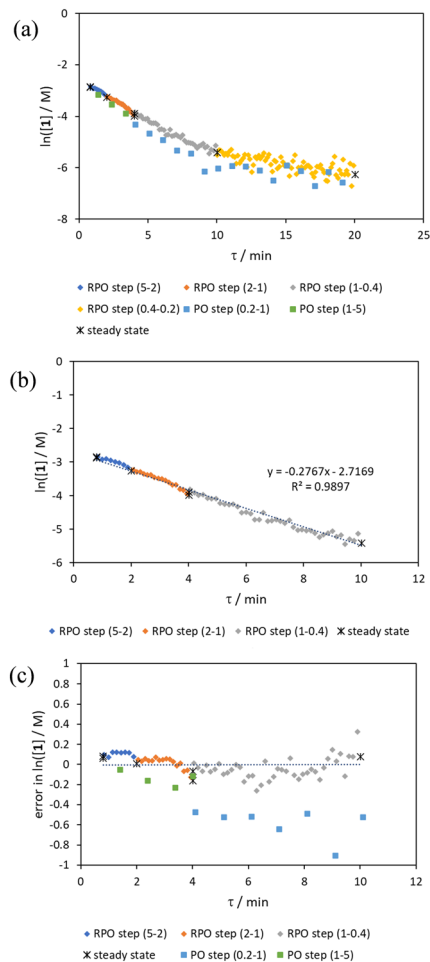 (a)
0
-2
-4
-6
-8
ln([1] / M)
0 5 10 15 20 25
τ / min
RPO step (5-2) RPO step (2-1) RPO step (1-0.4)
RPO step (0.4-0.2) PO step (0.2-1) PO step (1-5)
steady state
(b)
0
-1
-2
-3
-4
-5
-6
ln([1] / M)
y = -0.2767x - 2.7169
R² = 0.9897
0 2 4 6 8 10 12
τ / min
RPO step (5-2) RPO step (2-1) RPO step (1-0.4) steady state
(c)
1
0.8
0.6
0.4
0.2
0
-0.2
-0.4
-0.6
-0.8
-1
error in ln([1] / M)
0 2 4 6 8 10 12
τ / min
RPO step (5-2) RPO step (2-1) RPO step (1-0.4)
steady state PO step (0.2-1) PO step (1-5)